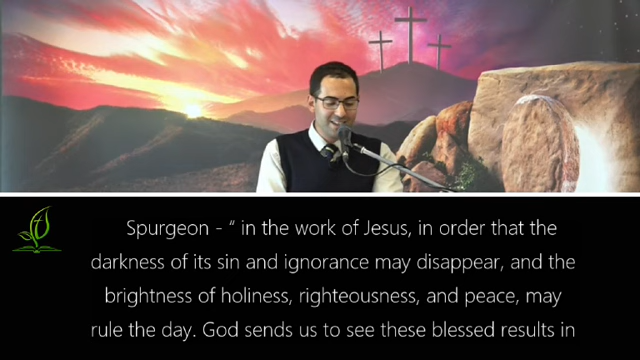 Spurgeon - “ in the work of Jesus, in order that the
darkness of its sin and ignorance may disappear, and the
brightness of holiness, righteousness, and peace, may
rule the day. God sends us to see these blessed results in